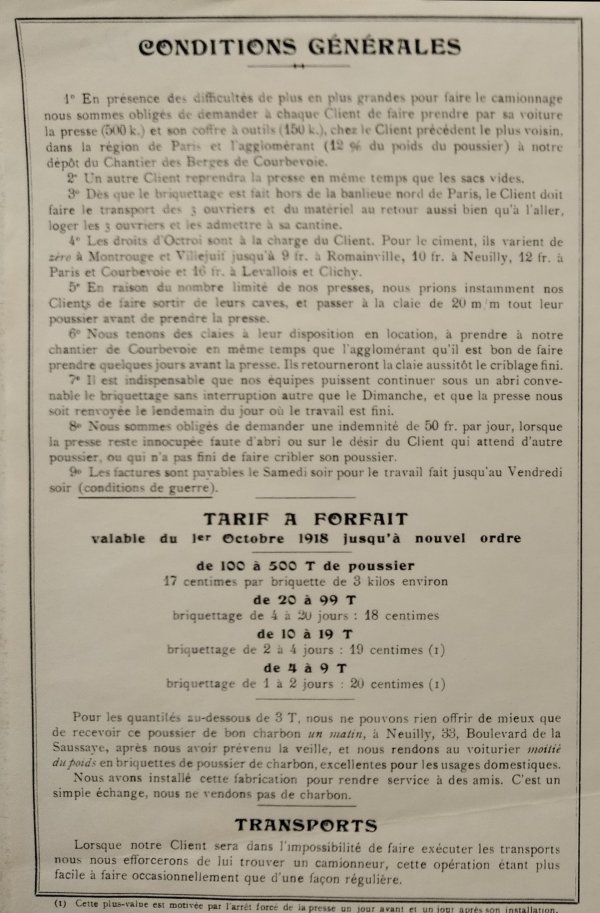 CONDITIONS GÉNÉRALES
1º En présence des difficultés de plus en plus grandes pour faire le camionnage
nous sommes obligés de demander à chaque Client de faire prendre par sa voiture
la presse (500 k.) et son coffre à outils (150 k.), chez le Client précédent le plus voisin,
dans la région de Paris et l'agglomérant (12 % du poids du poussier) à notre
dépôt du Chantier des Berges de Courbevoie.
2º Un autre Client reprendra la presse en même temps que les sacs vides.
3º Dès que le briquettage est fait hors de la banlieue nord de Paris, le Client doit
faire le transport des 3 ouvriers et du matériel au retour aussi bien qu'à l'aller,
loger les 3 ouvriers et les admettre à sa cantine.
4º Les droits d'Octroi sont à la charge du Client. Pour le ciment, ils varient de
zéro à Montrouge et Villejuif jusqu'à 9 fr. à Romainville, 10 fr. à Neuilly, 12 fr. à
Paris et Courbevoie et 16 fr. à Levallois et Clichy.
5º En raison du nombre limité de nos presses, nous prions instamment nos
Clients de faire sortir de leurs caves, et passer à la claie de 20 m/m tout leur
poussier avant de prendre la presse.
6º Nous tenons des claies à leur disposition en location, à prendre à notre
chantier de Courbevoie en même temps que l'agglomérant qu'il est bon de faire
prendre quelques jours avant la presse. Ils retourneront la claie aussitôt le criblage fini.
7º Il est indispensable que nos équipes puissent continuer sous un abri conve-
nable le briquettage sans interruption autre que le Dimanche, et que la presse nous
soit renvoyée le lendemain du jour où le travail est fini.
8º Nous sommes obligés de demander une indemnité de 50 fr. par jour, lorsque
la presse reste innocupée faute d'abri ou sur le désir du Client qui attend d'autre
poussier, ou qui n'a pas fini de faire cribler son poussier.
9º Les factures sont payables le Samedi soir pour le travail fait jusqu'au Vendredi
soir (conditions de guerre).
TARIF A FORFAIT
valable du 1er Octobre 1918 jusqu'à nouvel ordre
de 100 à 500 T de poussier
17 centimes par briquette de 3 kilos environ
de 20 à 99 T
briquettage de 4 à 20 jours : 18 centimes
de 10 à 19 T
briquettage de 2 à 4 jours : 19 centimes (1)
de 4 à 9 T
briquettage de 1 à 2 jours : 20 centimes (1)
Pour les quantités au-dessous de 3 T, nous ne pouvons rien offrir de mieux que
de recevoir ce poussier de bon charbon un matin, à Neuilly, 33, Boulevard de la
Saussaye, après nous avoir prévenu la veille, et nous rendons au voiturier moitié
du poids en briquettes de poussier de charbon, excellentes pour les usages domestiques.
Nous avons installé cette fabrication pour rendre service à des amis. C'est un
simple échange, nous ne vendons pas de charbon.
TRANSPORTS
Lorsque notre Client sera dans l'impossibilité de faire exécuter les transports
nous nous efforcerons de lui trouver un camionneur, cette opération étant plus
facile à faire occasionnellement que d'une façon régulière.
(1) Cette plus-value est motivée par l'arrêt forcé de la presse un jour avant et un jour après son installation.